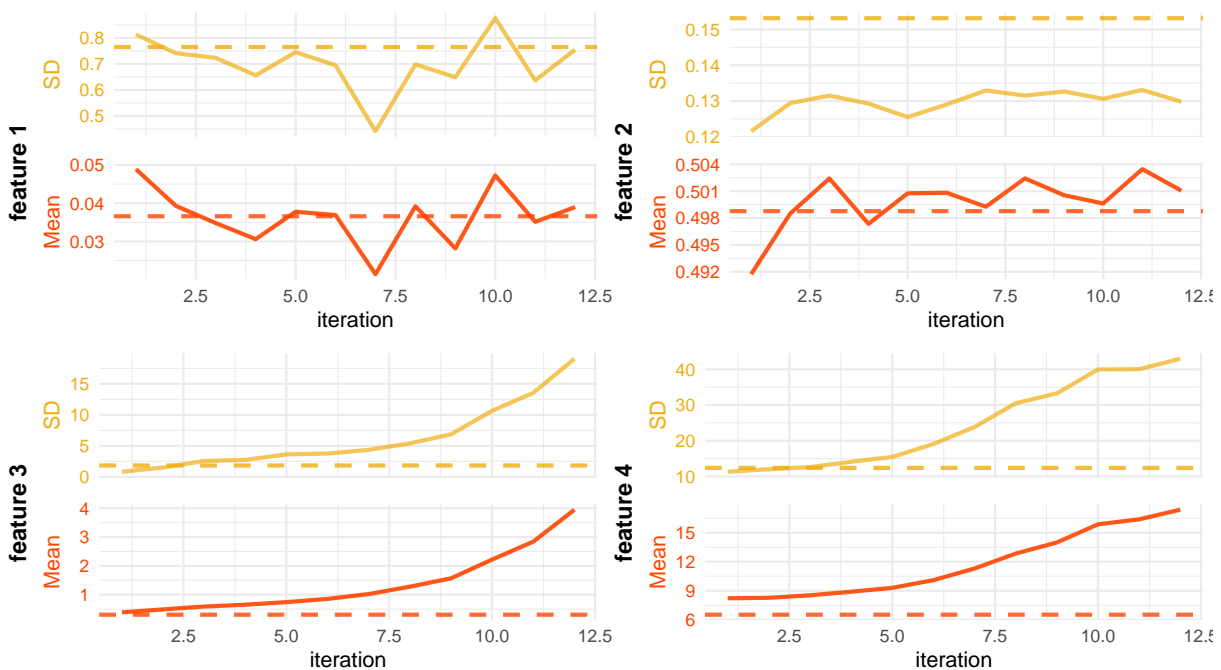 feature 1
SD
0.8
0.7
0.6
0.5
Mean
0.05
0.04
0.03
2.5 5.0 7.5 10.0 12.5
iteration
feature 2
SD
0.15
0.14
0.13
0.12
Mean
0.504
0.501
0.498
0.495
0.492
2.5 5.0 7.5 10.0 12.5
iteration
feature 3
SD
15
10
5
0
Mean
4
3
2
1
2.5 5.0 7.5 10.0 12.5
iteration
feature 4
SD
40
30
20
10
Mean
15
12
9
6
2.5 5.0 7.5 10.0 12.5
iteration